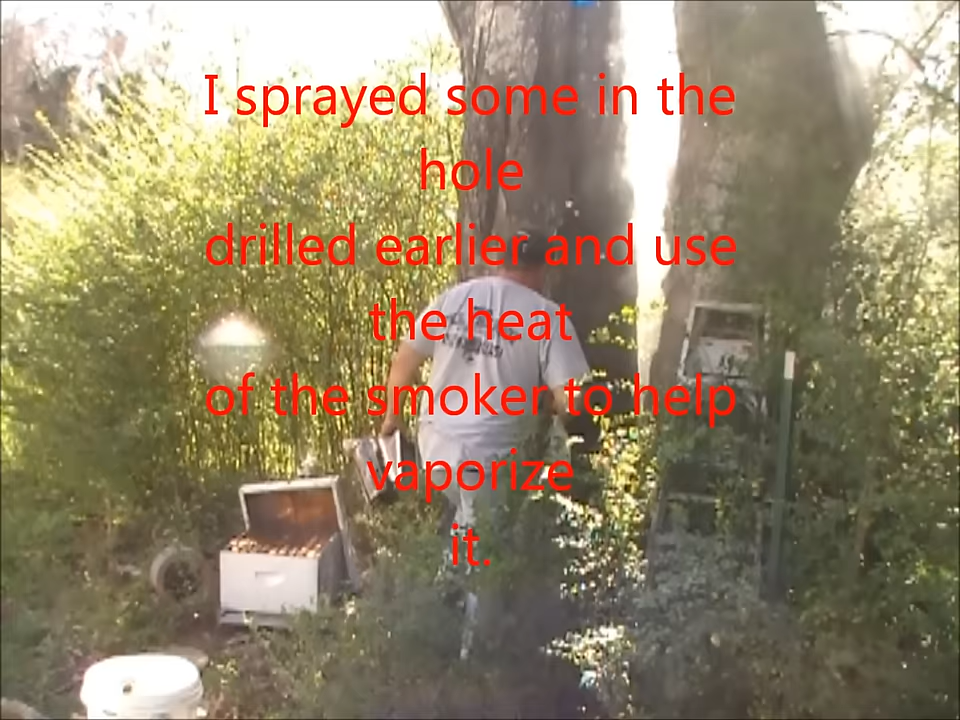 I sprayed some in the
hole
drilled earlier and use
the heat
of the smoker to help
vaporize
it.